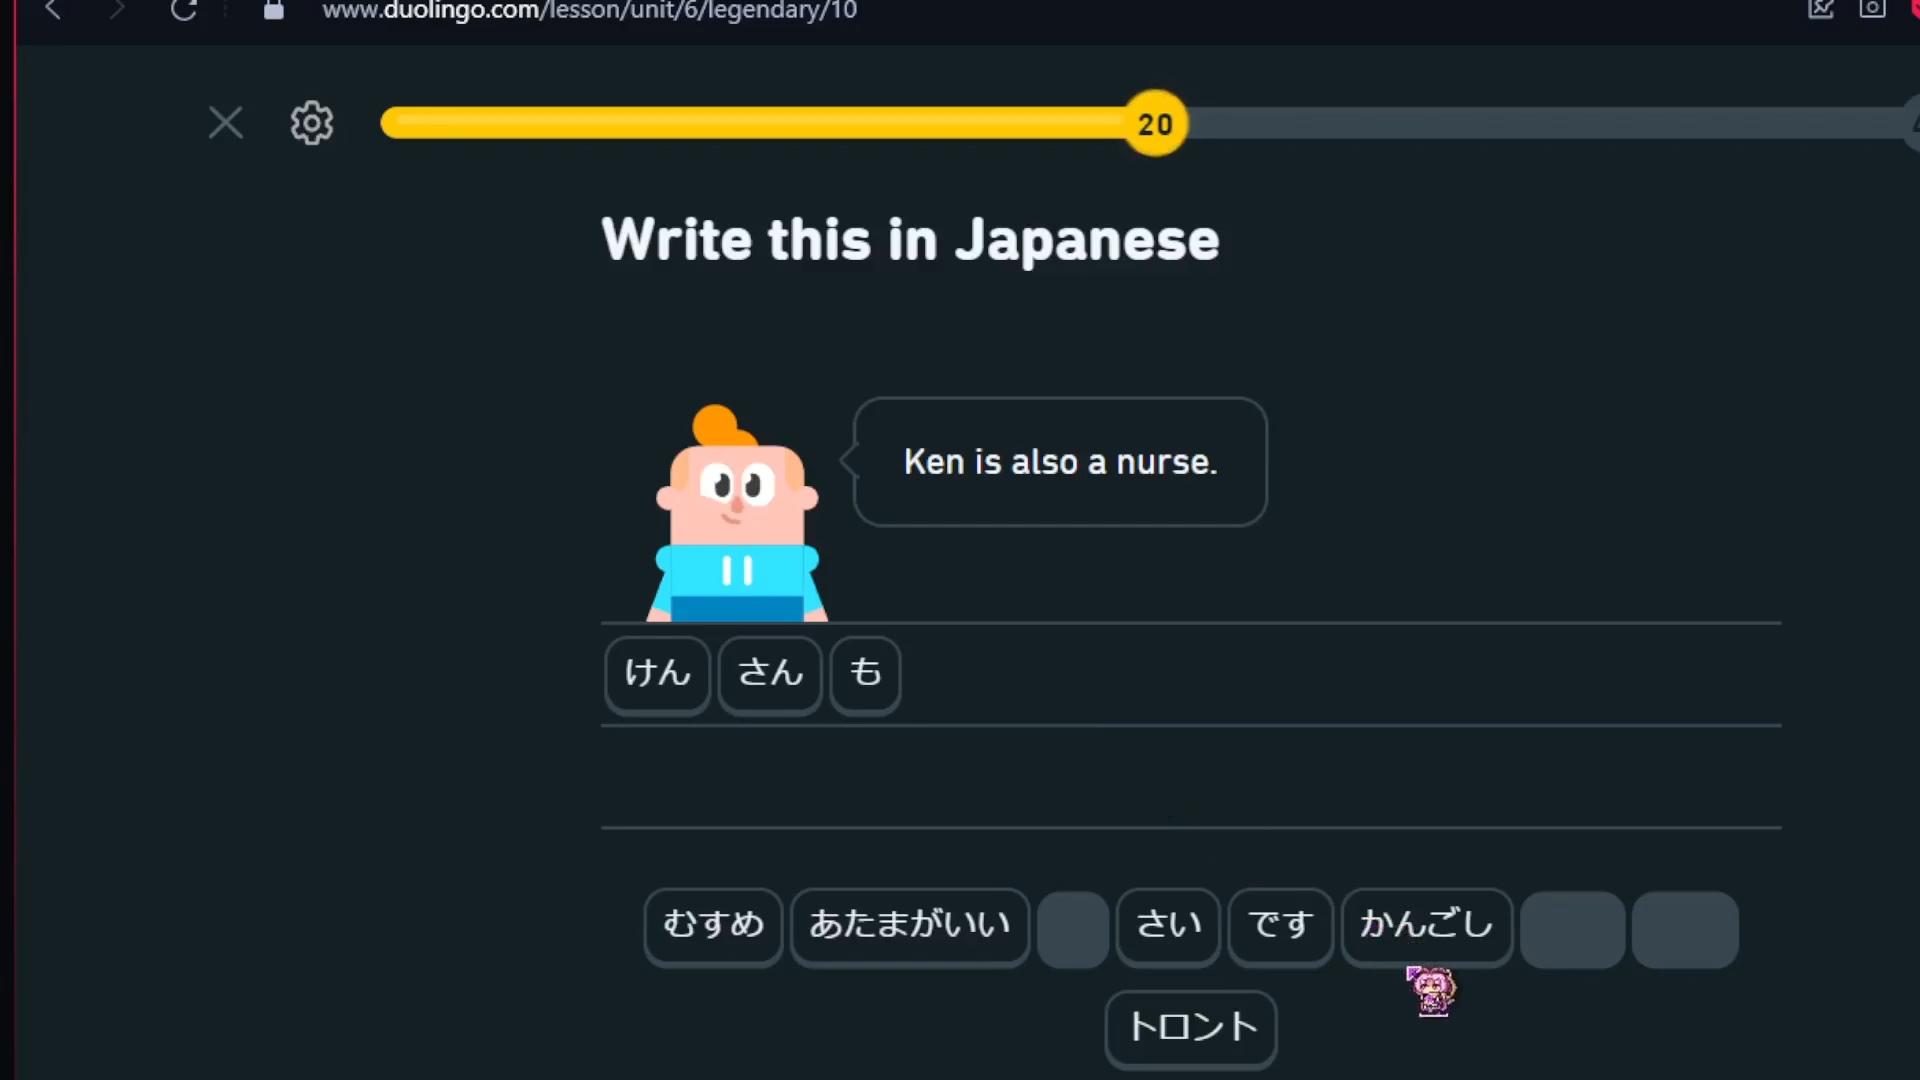 www.duolingo.com/lesson/unit/6/legendary/10
20
Write this in Japanese
Ken is also a nurse.
けん さん も
むすめ あたまがいい さい です かんごし
トロント